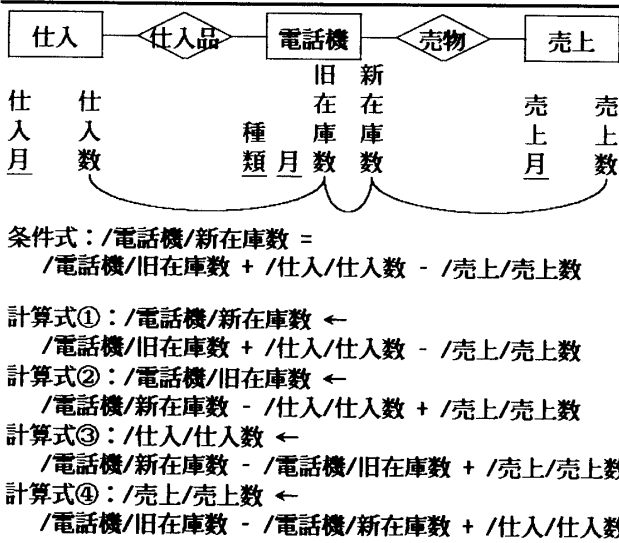 仕入 仕入品 電話機 売物 売上
仕入月 仕入数 種類 月 旧在庫数 新在庫数 売上月 売上数
条件式:/電話機/新在庫数 =
/電話機/旧在庫数 + /仕入/仕入数 - /売上/売上数
計算式①:/電話機/新在庫数 ←
/電話機/旧在庫数 + /仕入/仕入数 - /売上/売上数
計算式②:/電話機/旧在庫数 ←
/電話機/新在庫数 - /仕入/仕入数 + /売上/売上数
計算式③:/仕入/仕入数 ←
/電話機/新在庫数 - /電話機/旧在庫数 + /売上/売上数
計算式④:/売上/売上数 ←
/電話機/旧在庫数 - /電話機/新在庫数 + /仕入/仕入数